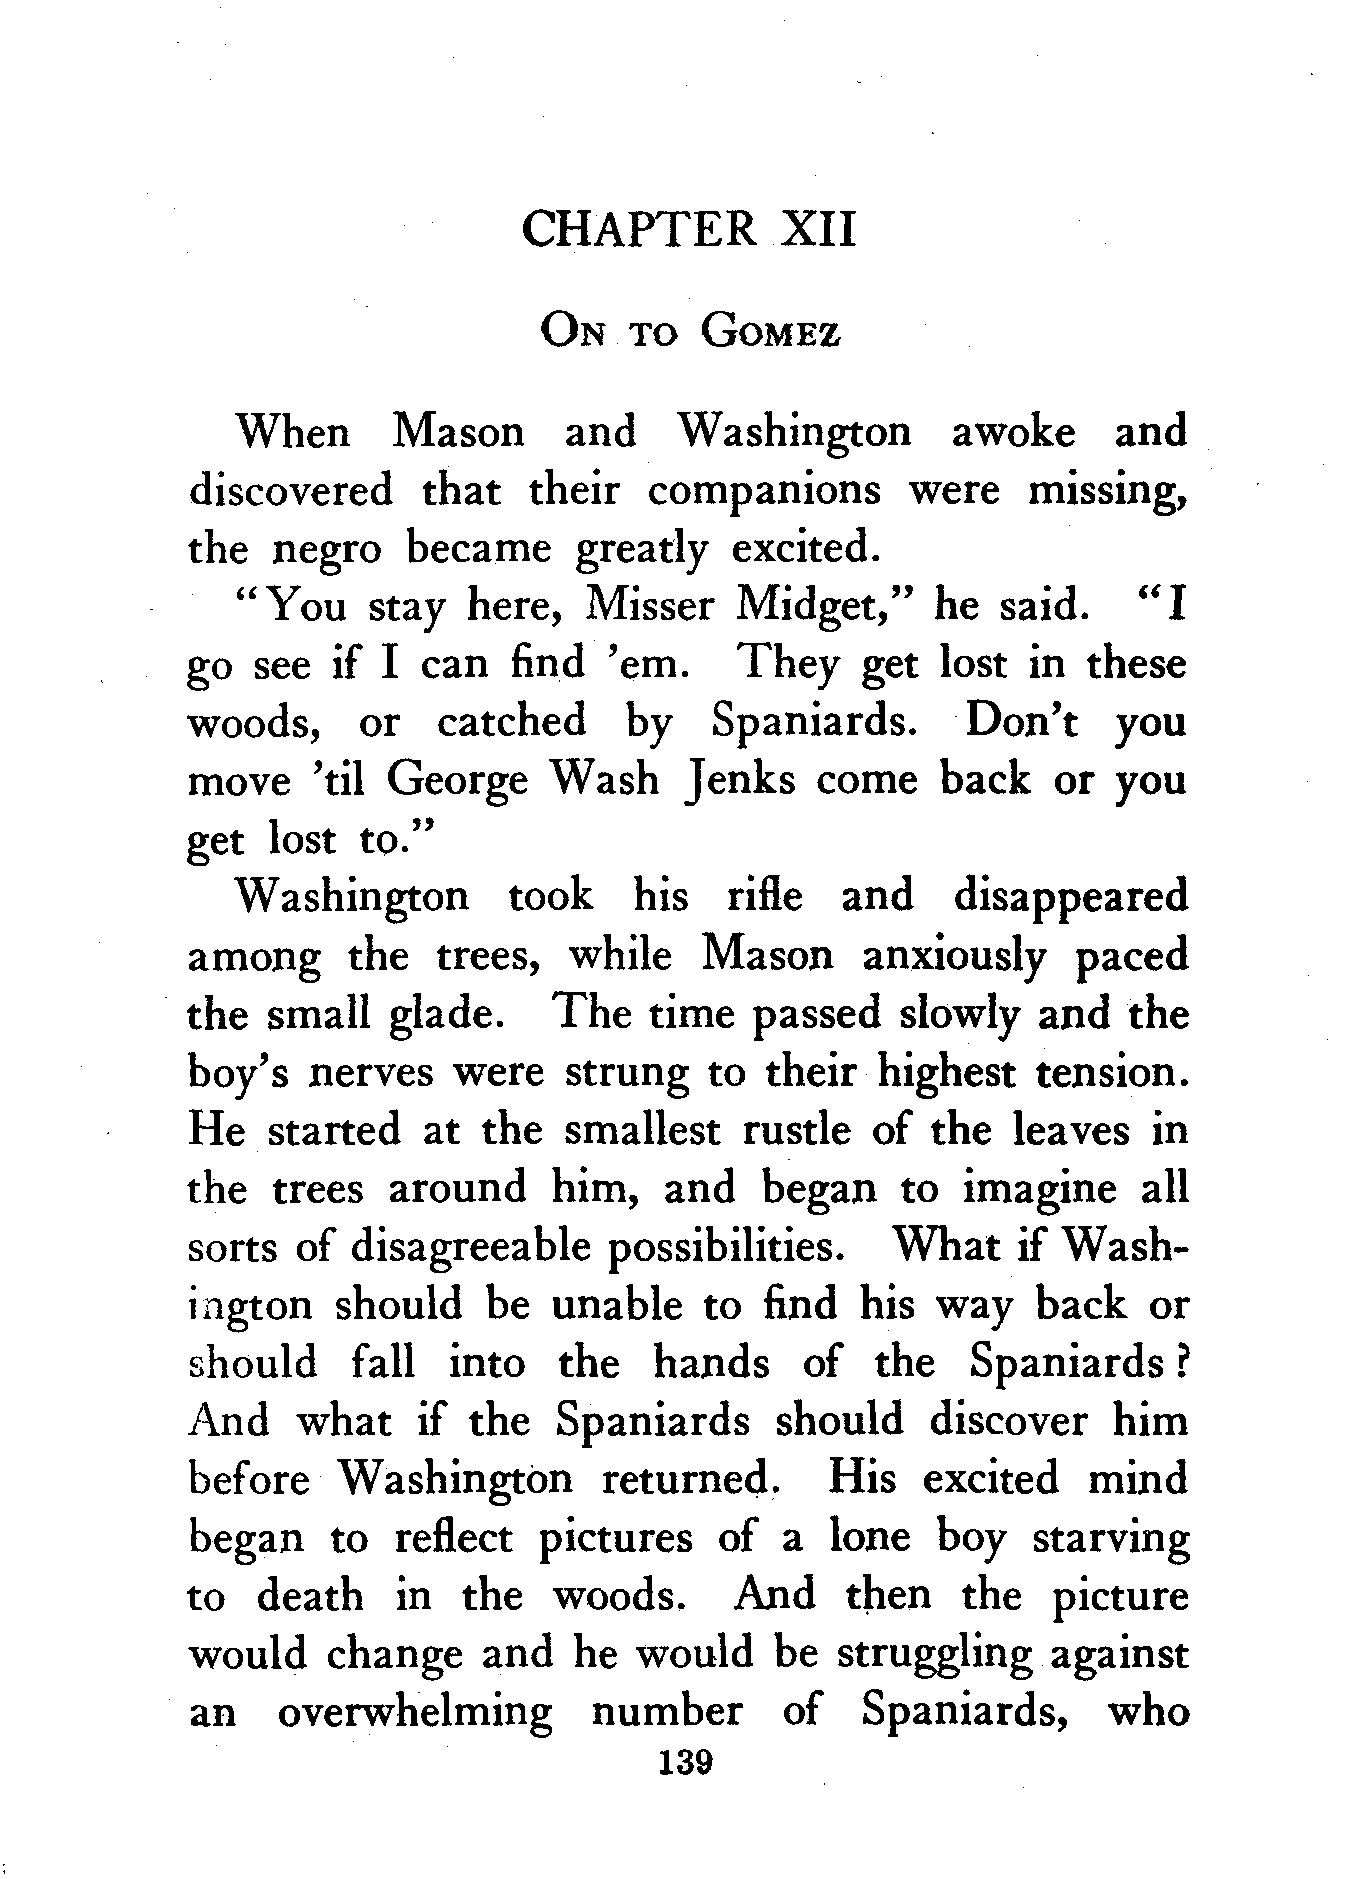 CHAPTER XII
On to Gomez
When Mason and Washington awoke and
discovered that their companions were missing,
the negro became greatly excited.
“You stay here, Misser Midget,” he said. “I
go see if I can find ’em. They get lost in these
woods, or catched by Spaniards. Don’t you
move ’til George Wash Jenks come back or you
get lost to.”
Washington took his rifle and disappeared
among the trees, while Mason anxiously paced
the small glade. The time passed slowly and the
boy’s nerves were strung to their highest tension.
He started at the smallest rustle of the leaves in
the trees around him, and began to imagine all
sorts of disagreeable possibilities. What if Wash-
ington should be unable to find his way back or
should fall into the hands of the Spaniards?
And what if the Spaniards should discover him
before Washington returned. His excited mind
began to reflect pictures of a lone boy starving
to death in the woods. And then the picture
would change and he would be struggling against
an overwhelming number of Spaniards, who
139